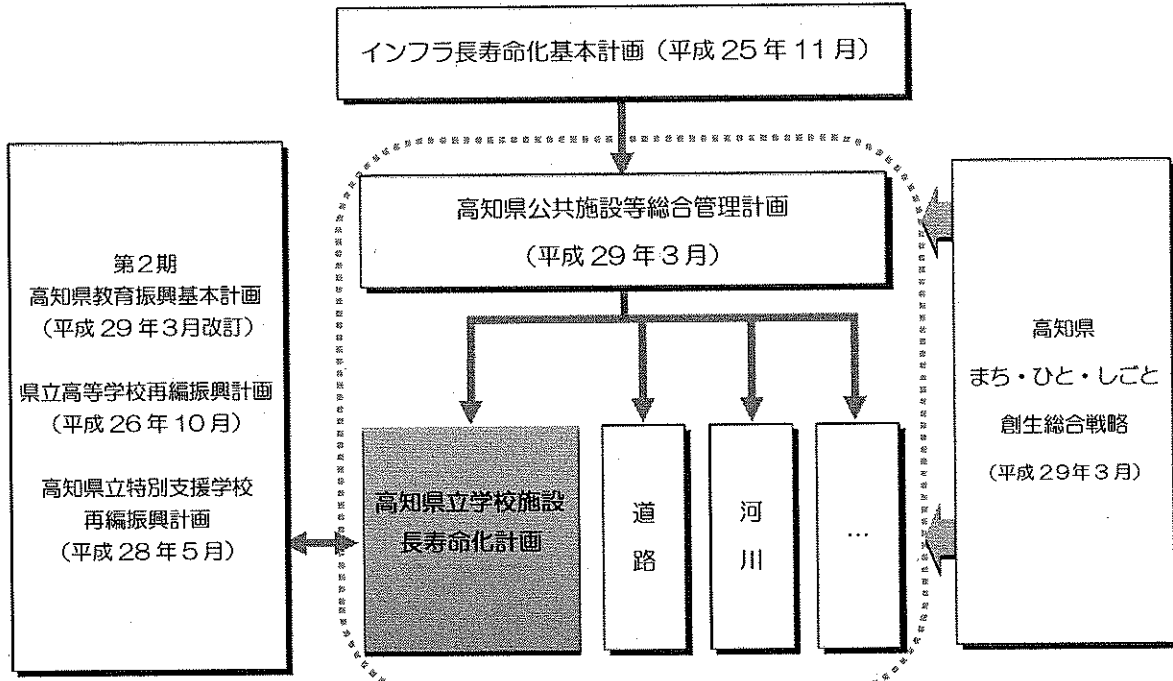 インフラ長寿命化基本計画（平成25年11月）
高知県公共施設等総合管理計画
（平成29年3月）
第2期
高知県教育振興基本計画
（平成29年3月改訂）
県立高等学校再編振興計画
（平成26年10月）
高知県立特別支援学校
再編振興計画
（平成28年5月）
高知県立学校施設
長寿命化計画
道
路
河
川
…
高知県
まち・ひと・しごと
創生総合戦略
（平成29年3月）